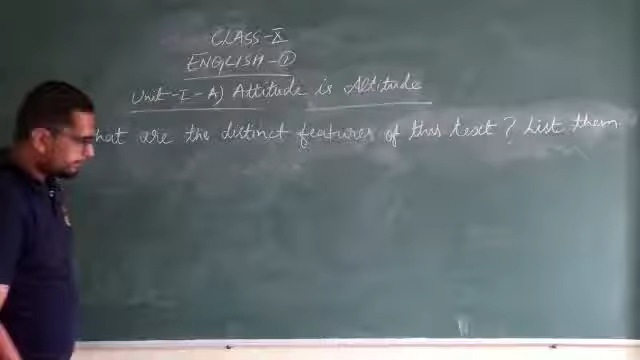 CLASS-X
ENGLISH-①
Unit-I-A) Attitude is Altitude
hat are the distinct features of this text? List them.